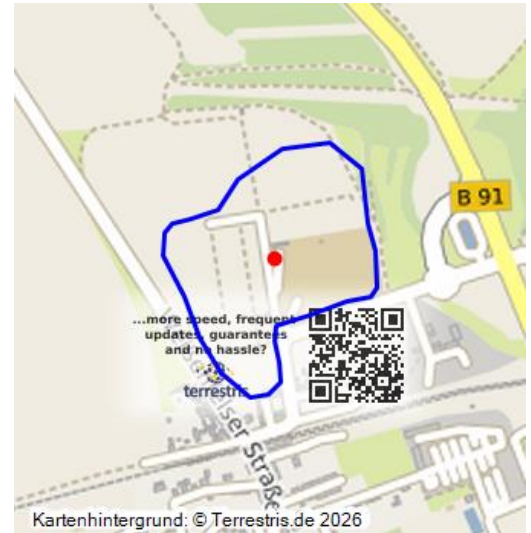 B 91
...more speed, frequent
updates, guarantees
and no hassle?
terrestris
Straße
Kartenhintergrund: © Terrestris.de 2026